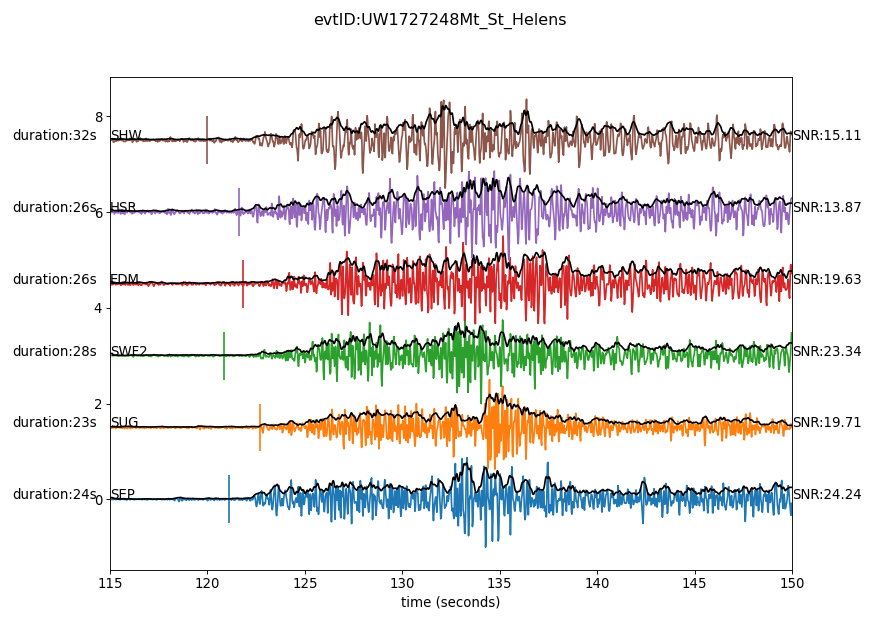 evtID:UW1727248Mt_St_Helens
8
duration:32s SHW SNR:15.11
duration:26s 6 HSR SNR:13.87
duration:26s EDM SNR:19.63
4
duration:28s SWF2 SNR:23.34
2
duration:23s SUG SNR:19.71
duration:24s 0 SEP SNR:24.24
115 120 125 130 135 140 145 150
time (seconds)